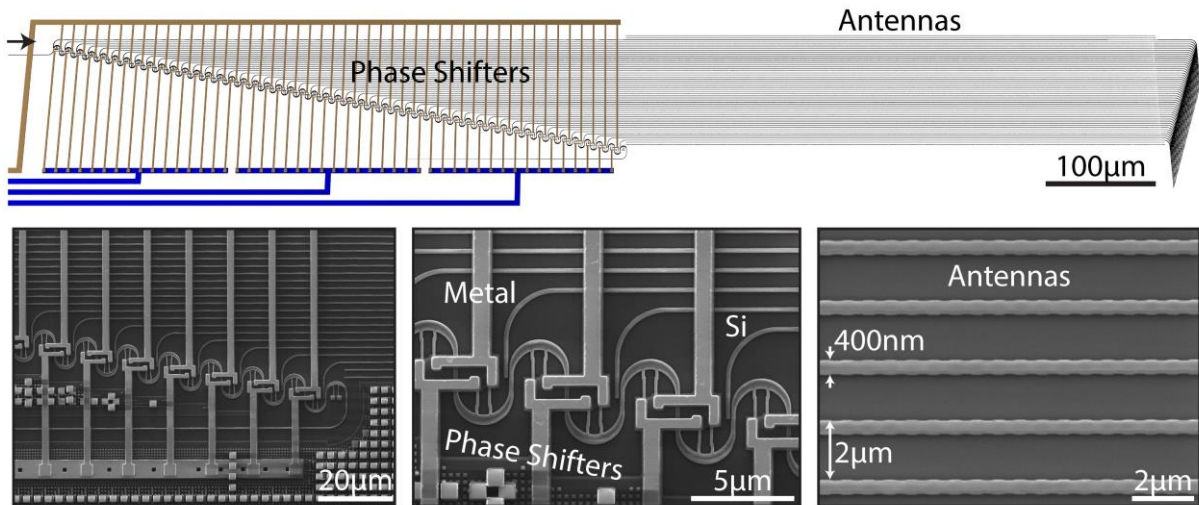 Antennas
Phase Shifters
100μm
Metal
Si
Phase Shifters
20μm
5μm
Antennas
400nm
2μm
2μm